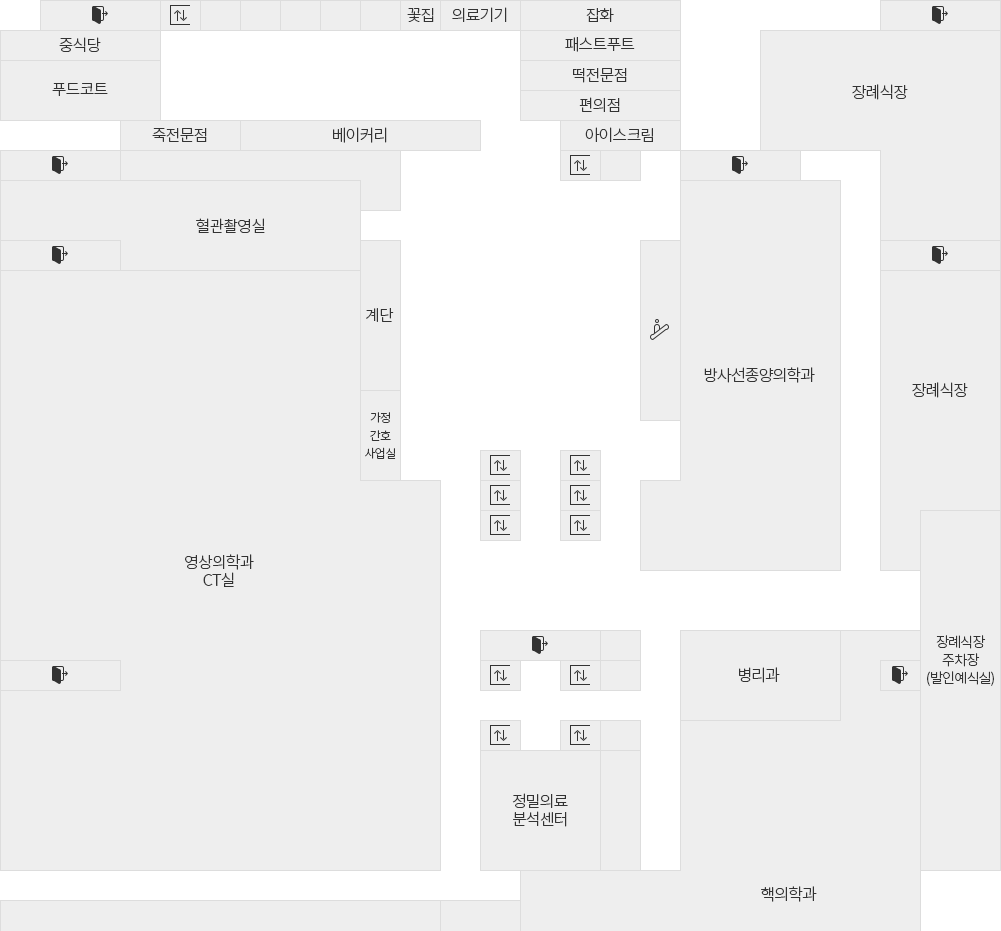 꽃집
의료기기
잡화
중식당
패스트푸트
떡전문점
푸드코트
장례식장
편의점
죽전문점
베이커리
아이스크림
혈관촬영실
계단
방사선종양의학과
장례식장
가정
간호
사업실
영상의학과
CT실
장례식장
주차장
(발인예식실)
병리과
정밀의료
분석센터
핵의학과